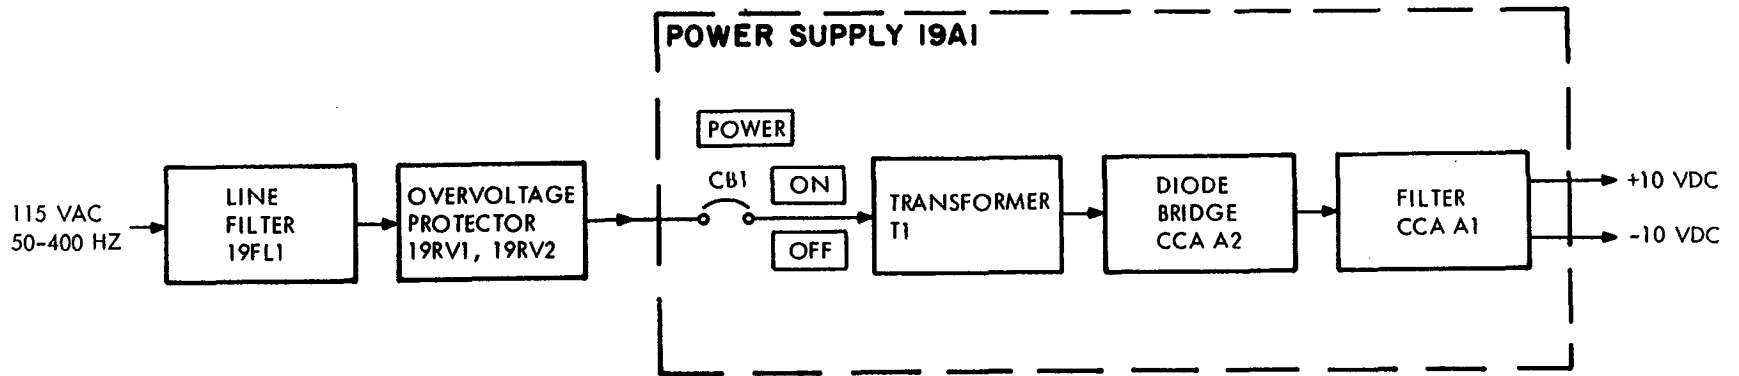 POWER SUPPLY 19A1
115 VAC
50-400 HZ
LINE
FILTER
19FL1
OVERVOLTAGE
PROTECTOR
19RV1, 19RV2
POWER
CB1
ON
OFF
TRANSFORMER
T1
DIODE
BRIDGE
CCA A2
FILTER
CCA A1
+10 VDC
-10 VDC